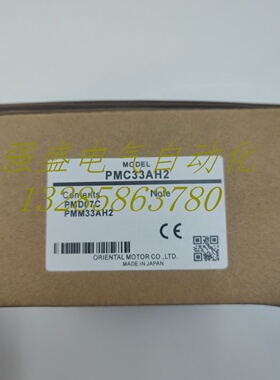 MODEL
PMC33AH2
强盛电气自动化
Contents Note
PMD07C
13285863780
PMM33AH2
CE
ORIENTAL MOTOR CO.,LTD.
MADE IN JAPAN